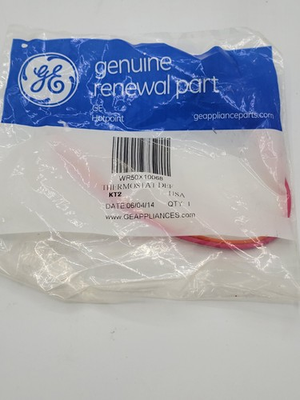 GE
genuine
renewal part
GE
Hotpoint
geapplianceparts.com
WR50X10068
THERMOSTAT DEF
KT2 USA
DATE:06/04/14 QTY 1
WWW.GEAPPLIANCES.COM